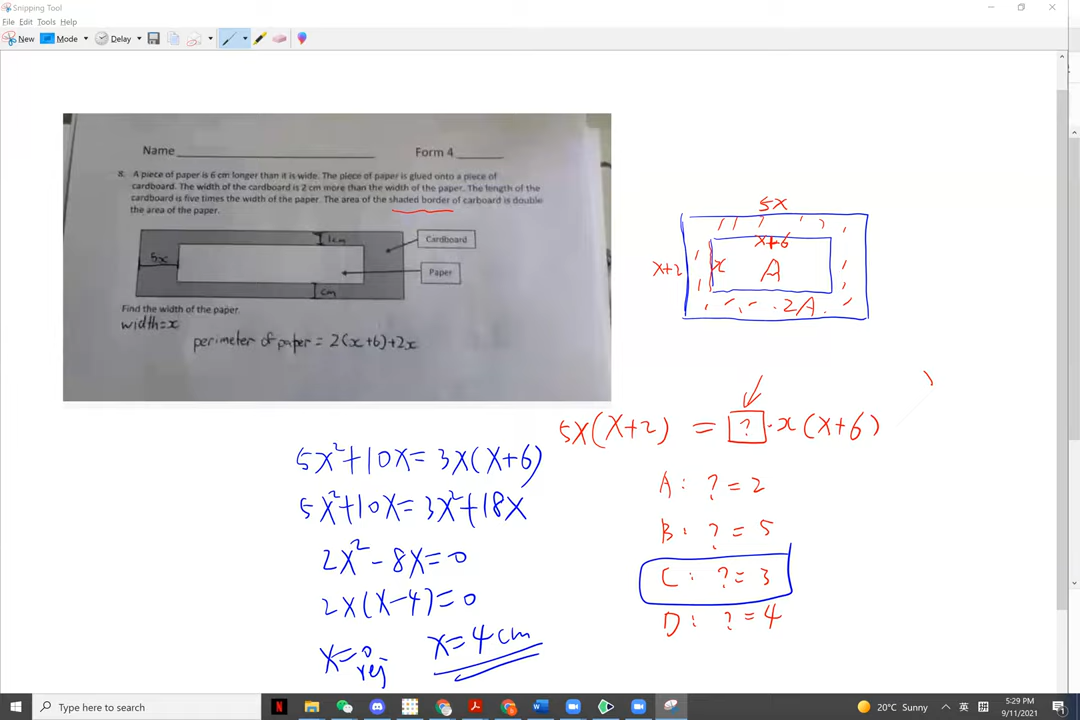 Snipping Tool
File Edit Tools Help
New Mode Delay
Name Form 4
8. A piece of paper is 6 cm longer than it is wide. The piece of paper is glued onto a piece of
cardboard. The width of the cardboard is 2 cm more than the width of the paper. The length of the
cardboard is five times the width of the paper. The area of the shaded border of carboard is double
the area of the paper.
1cm
Cardboard
5x
Paper
cm
Find the width of the paper.
width=x
perimeter of paper = 2(x+6)+2x
5x
x+6
x+2
x
A
2A
5x(x+2) = ? · x(x+6)
A: ? = 2
B: ? = 5
C: ? = 3
D: ? = 4
5x²+10x = 3x(x+6)
5x²+10x = 3x²+18x
2x²-8x=0
2x(x-4)=0
x=0 rej
x=4cm
Type here to search
20°C Sunny
英
5:29 PM
9/11/2021